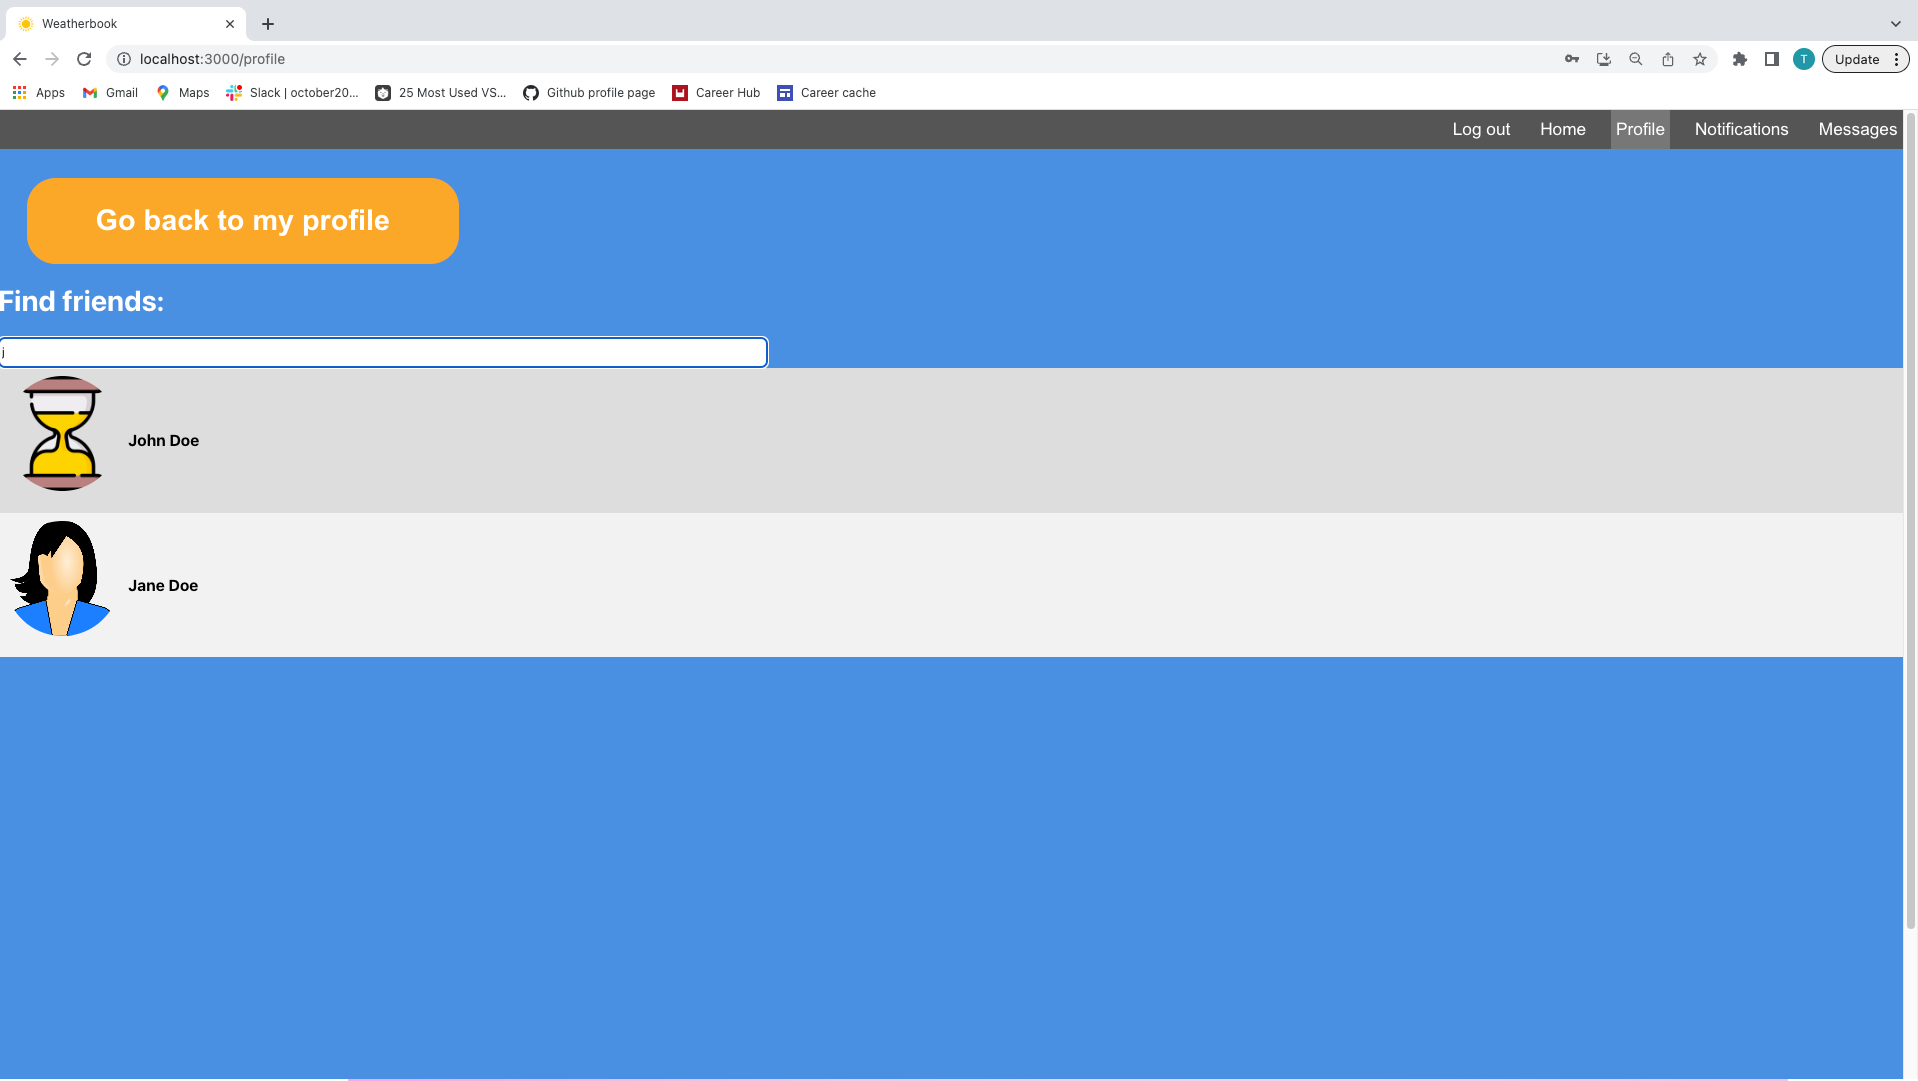 Weatherbook
localhost:3000/profile
T
Update
Apps
Gmail
Maps
Slack | october20...
25 Most Used VS...
Github profile page
Career Hub
Career cache
Log out
Home
Profile
Notifications
Messages
Go back to my profile
Find friends:
j
John Doe
Jane Doe